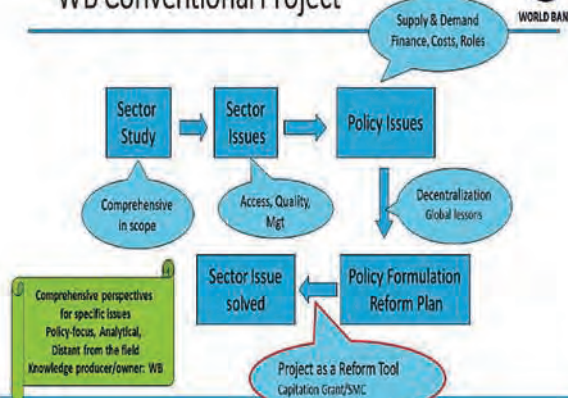 WB Conventional Project
WORLD BAN
Supply & Demand
Finance, Costs, Roles
Sector
Study
Sector
Issues
Policy Issues
Comprehensive
in scope
Access, Quality,
Mgt
Decentralization
Global lessons
Sector Issue
solved
Policy Formulation
Reform Plan
Comprehensive perspectives
for specific issues
Policy-focus, Analytical,
Distant from the field
Knowledge producer/owner: WB
Project as a Reform Tool
Capitation Grant/SMC